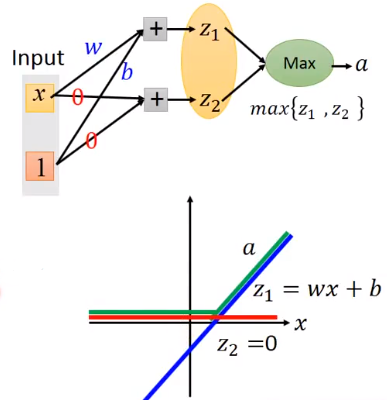 w
z₁
Input
b
Max
a
x
0
+
+
z₂
max{z₁ , z₂ }
0
1
a
z₁ = wx + b
x
z₂ =0